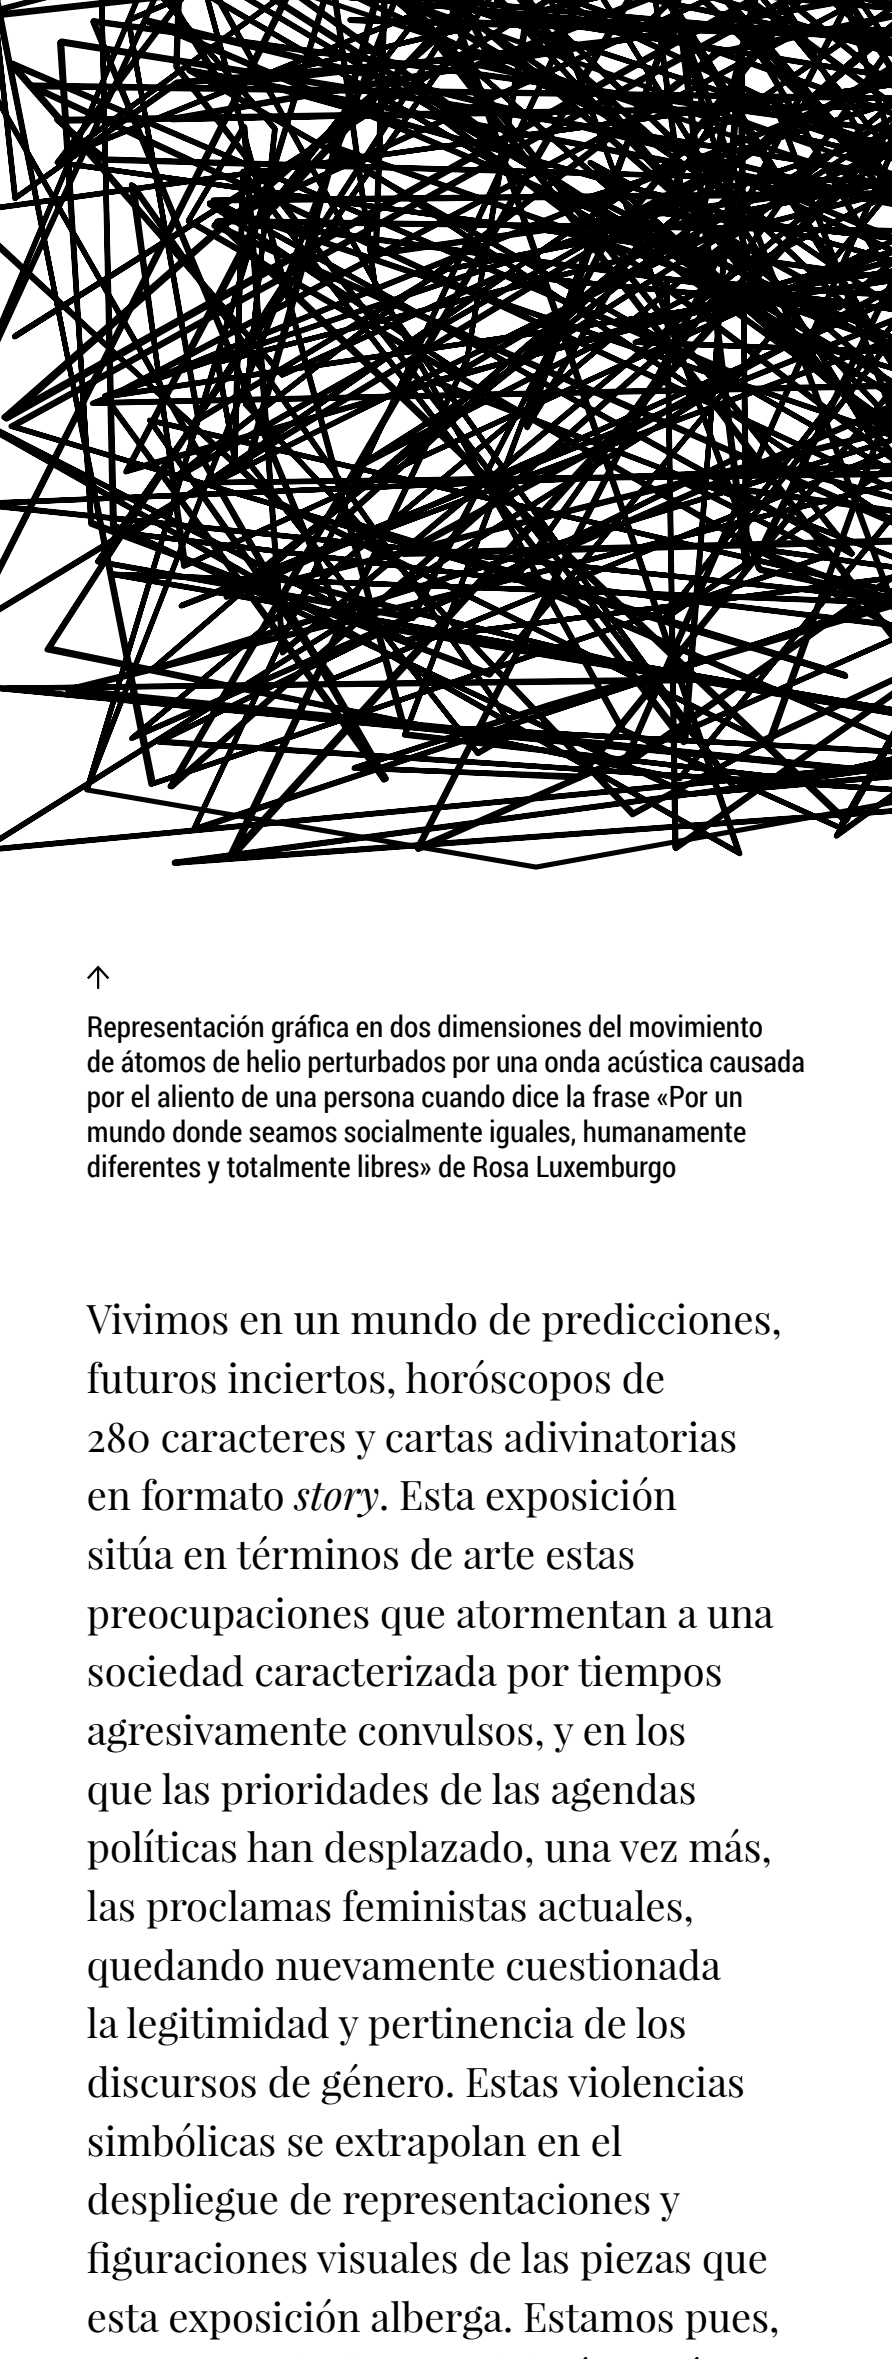 ↑
Representación gráfica en dos dimensiones del movimiento
de átomos de helio perturbados por una onda acústica causada
por el aliento de una persona cuando dice la frase «Por un
mundo donde seamos socialmente iguales, humanamente
diferentes y totalmente libres» de Rosa Luxemburgo
Vivimos en un mundo de predicciones,
futuros inciertos, horóscopos de
280 caracteres y cartas adivinatorias
en formato story. Esta exposición
sitúa en términos de arte estas
preocupaciones que atormentan a una
sociedad caracterizada por tiempos
agresivamente convulsos, y en los
que las prioridades de las agendas
políticas han desplazado, una vez más,
las proclamas feministas actuales,
quedando nuevamente cuestionada
la legitimidad y pertinencia de los
discursos de género. Estas violencias
simbólicas se extrapolan en el
despliegue de representaciones y
figuraciones visuales de las piezas que
esta exposición alberga. Estamos pues,